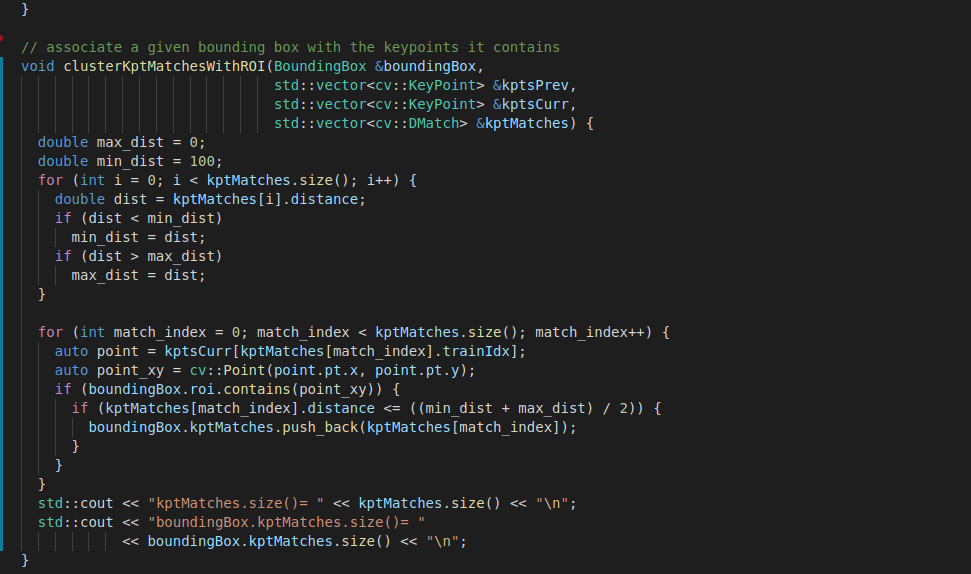 }
// associate a given bounding box with the keypoints it contains
void clusterKptMatchesWithROI(BoundingBox &boundingBox,
                              std::vector<cv::KeyPoint> &kptsPrev,
                              std::vector<cv::KeyPoint> &kptsCurr,
                              std::vector<cv::DMatch> &kptMatches) {
  double max_dist = 0;
  double min_dist = 100;
  for (int i = 0; i < kptMatches.size(); i++) {
    double dist = kptMatches[i].distance;
    if (dist < min_dist)
      min_dist = dist;
    if (dist > max_dist)
      max_dist = dist;
  }
  for (int match_index = 0; match_index < kptMatches.size(); match_index++) {
    auto point = kptsCurr[kptMatches[match_index].trainIdx];
    auto point_xy = cv::Point(point.pt.x, point.pt.y);
    if (boundingBox.roi.contains(point_xy)) {
      if (kptMatches[match_index].distance <= ((min_dist + max_dist) / 2)) {
        boundingBox.kptMatches.push_back(kptMatches[match_index]);
      }
    }
  }
  std::cout << "kptMatches.size()= " << kptMatches.size() << "\n";
  std::cout << "boundingBox.kptMatches.size()= "
            << boundingBox.kptMatches.size() << "\n";
}